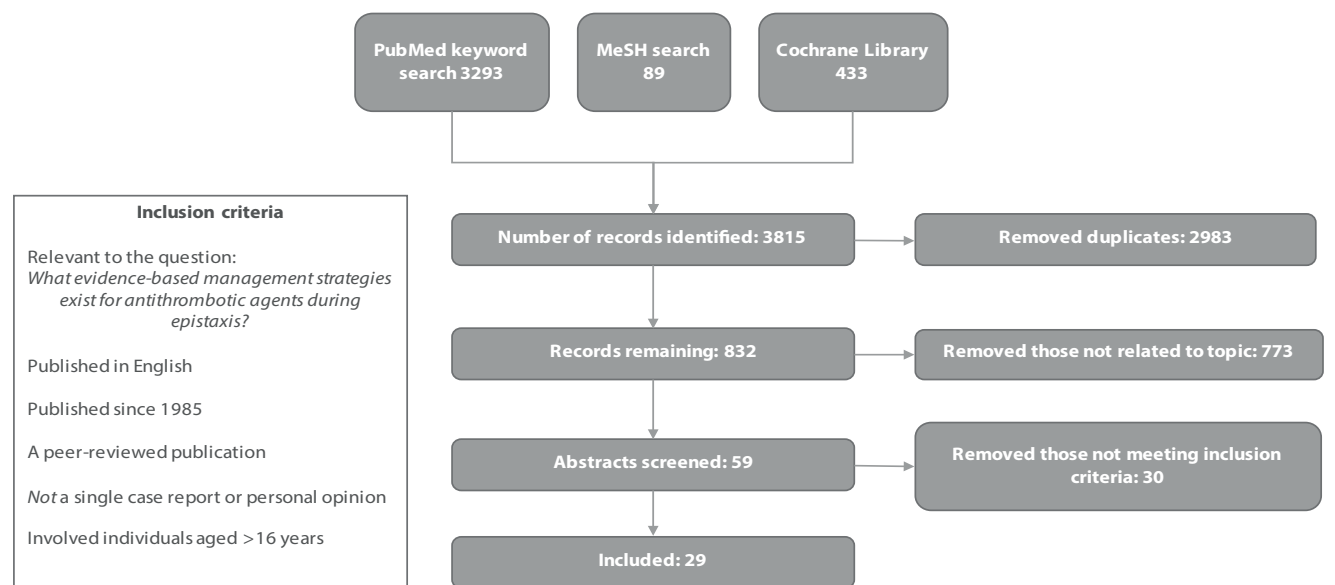 PubMed keyword
search 3293
MeSH search
89
Cochrane Library
433
Number of records identified: 3815
Removed duplicates: 2983
Records remaining: 832
Removed those not related to topic: 773
Abstracts screened: 59
Removed those not meeting inclusion
criteria: 30
Included: 29
Inclusion criteria
Relevant to the question:
What evidence-based management strategies
exist for antithrombotic agents during
epistaxis?
Published in English
Published since 1985
A peer-reviewed publication
Not a single case report or personal opinion
Involved individuals aged >16 years